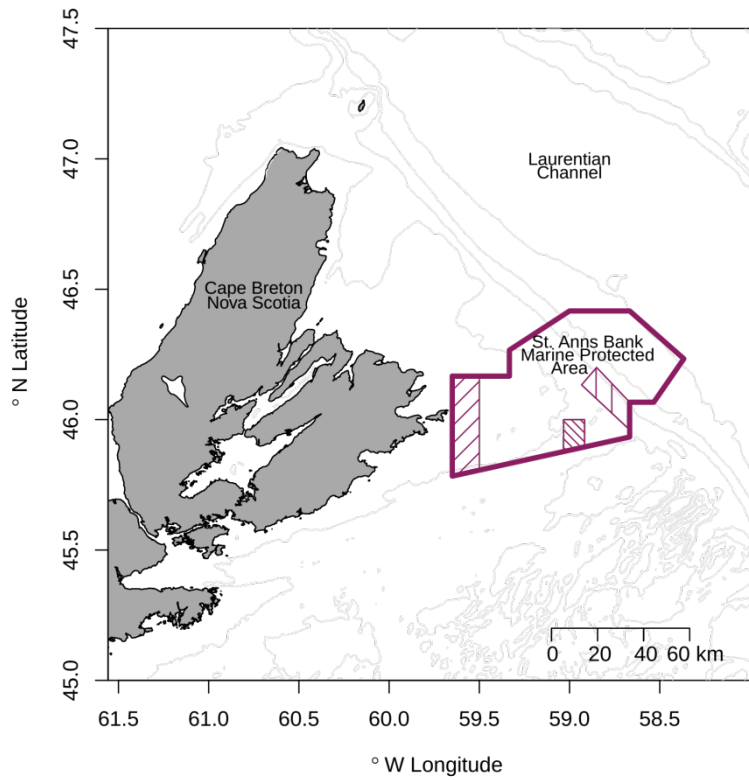 47.5
47.0
Laurentian
Channel
46.5
Cape Breton
Nova Scotia
° N Latitude
St. Anns Bank
Marine Protected
Area
46.0
45.5
0 20 40 60 km
45.0
61.5 61.0 60.5 60.0 59.5 59.0 58.5
° W Longitude